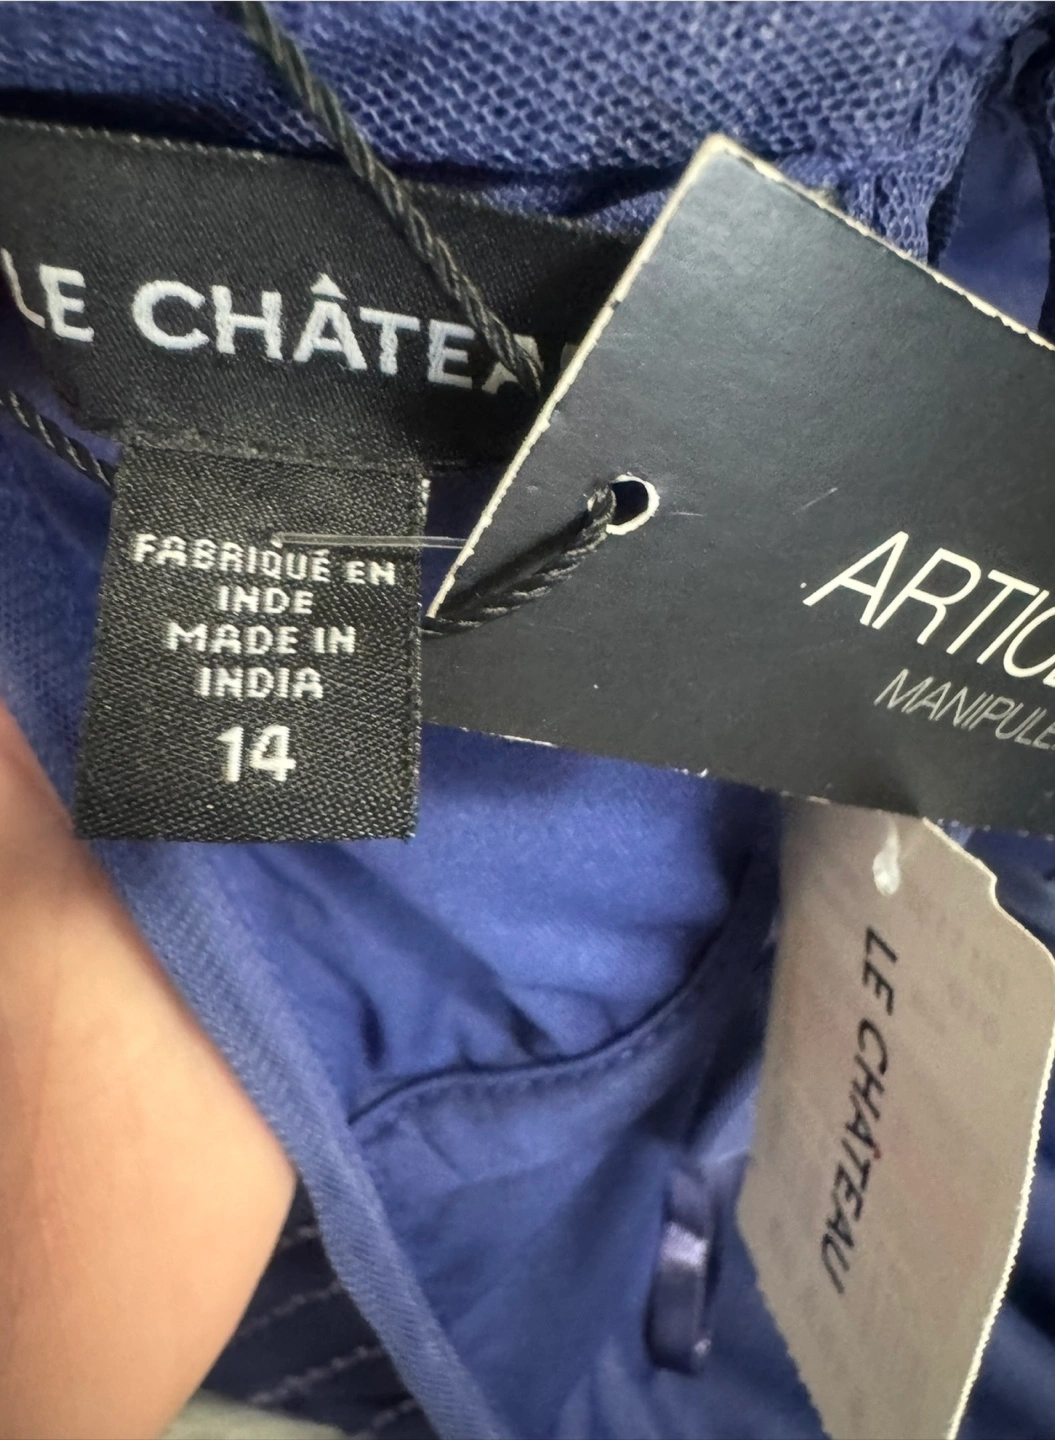 LE CHÂTEA
FABRIQUÉ EN
INDE
MADE IN
INDIA
14
ARTIC
MANIPULE
LE CHÂTEAU